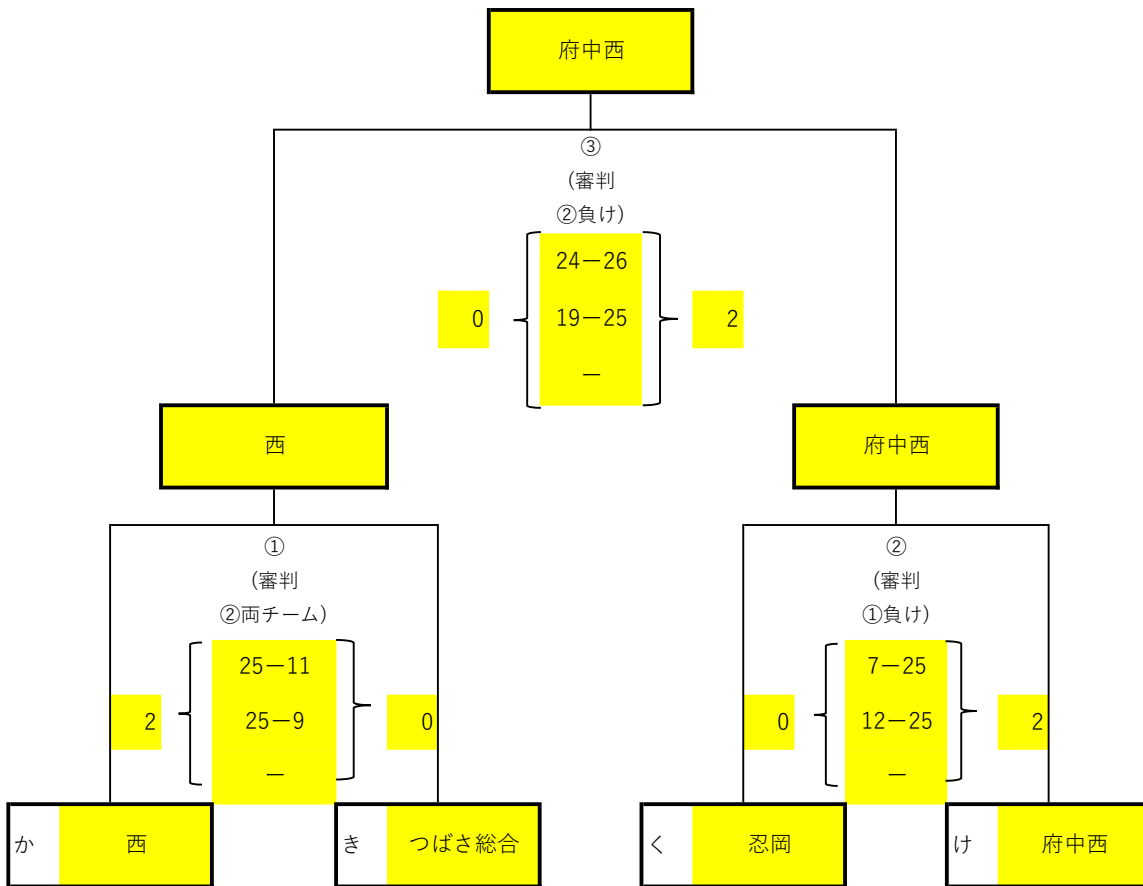 府中西
③
(審判
②負け)
24－26
0
19－25
2
－
西
府中西
①
(審判
②両チーム)
25－11
2
25－9
0
－
②
(審判
①負け)
7－25
0
12－25
2
－
か
西
き
つばさ総合
く
忍岡
け
府中西